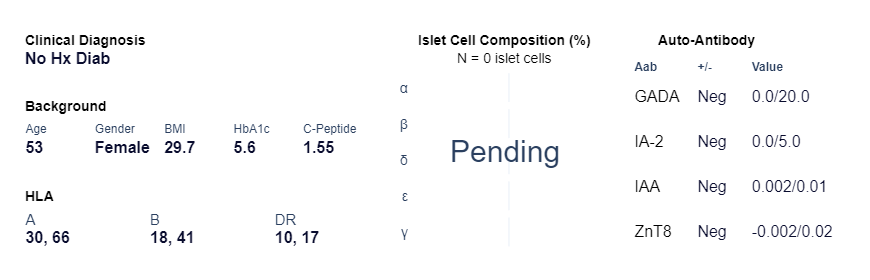 Clinical Diagnosis
No Hx Diab
Background
Age Gender BMI HbA1c C-Peptide
53 Female 29.7 5.6 1.55
HLA
A B DR
30, 66 18, 41 10, 17
Islet Cell Composition (%)
N = 0 islet cells
α
β
δ
ε
γ
Pending
Auto-Antibody
Aab +/- Value
GADA Neg 0.0/20.0
IA-2 Neg 0.0/5.0
IAA Neg 0.002/0.01
ZnT8 Neg -0.002/0.02